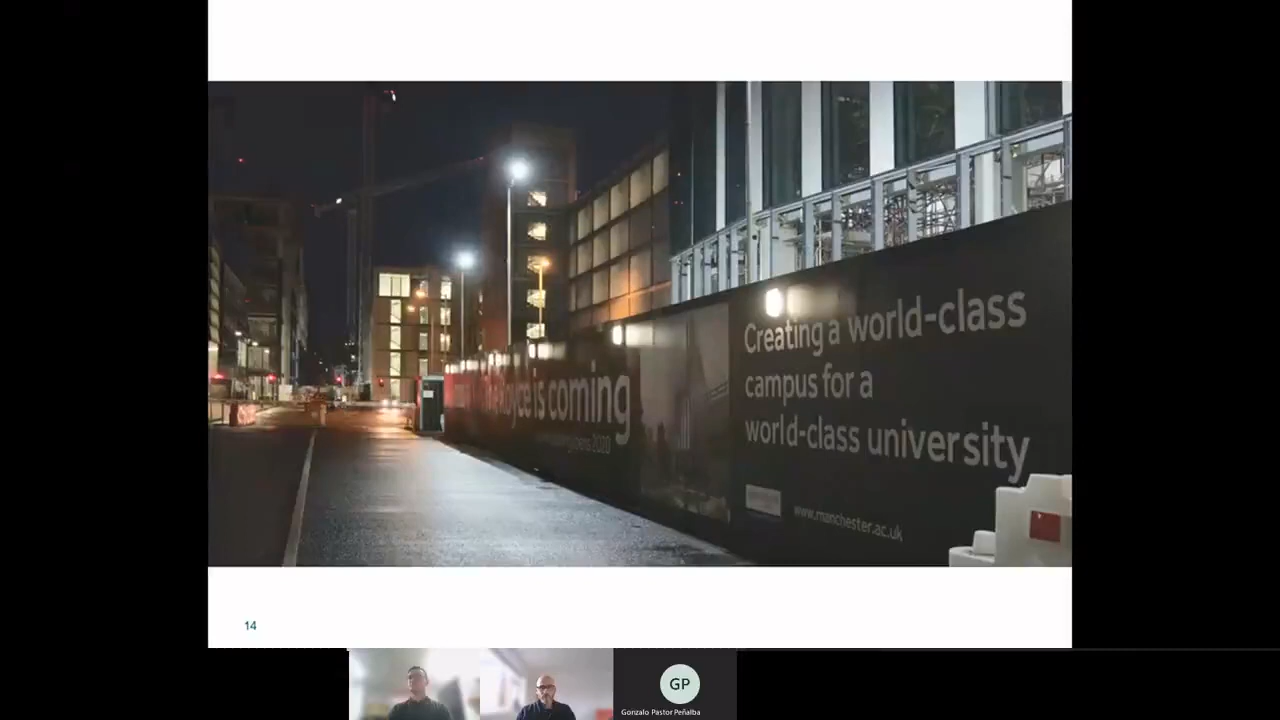 Creating a world-class
campus for a
world-class university
www.manchester.ac.uk
is coming
2020
14
GP
Gonzalo Pastor Peñalba